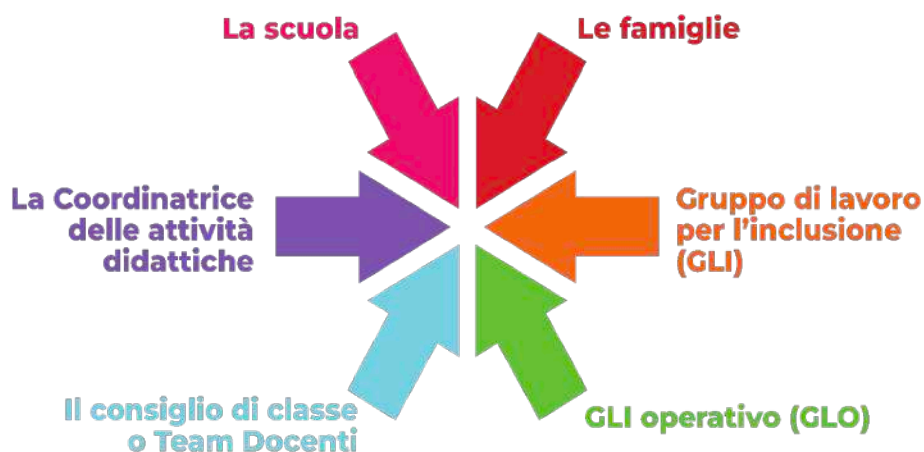 La scuola
Le famiglie
La Coordinatrice
delle attività
didattiche
Gruppo di lavoro
per l'inclusione
(GLI)
Il consiglio di classe
o Team Docenti
GLI operativo (GLO)